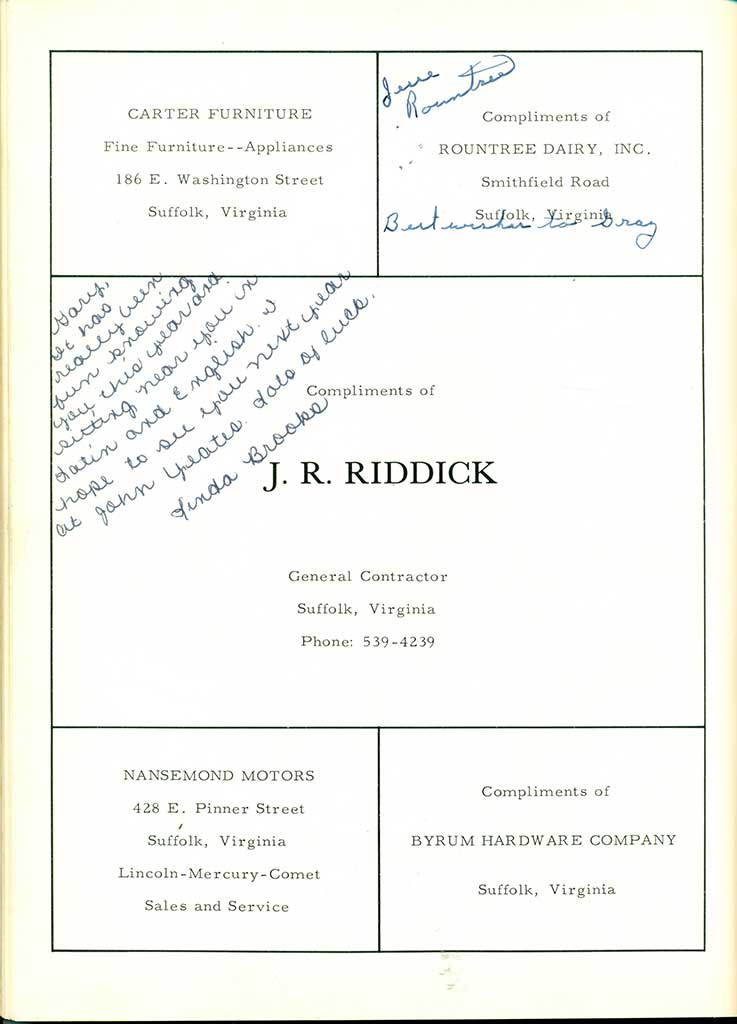 CARTER FURNITURE
Fine Furniture--Appliances
186 E. Washington Street
Suffolk, Virginia
Jesse
Rountree
Compliments of
ROUNTREE DAIRY, INC.
Smithfield Road
Suffolk, Virginia
Best wishes to Gray
Gary,
It has
really been
fun knowing
you this year and
sitting near you in
Latin and English. I
hope to see you next year
at John Yeates. Lots of luck.
Linda Brooks
Compliments of
J. R. RIDDICK
General Contractor
Suffolk, Virginia
Phone: 539-4239
NANSEMOND MOTORS
428 E. Pinner Street
Suffolk, Virginia
Lincoln-Mercury-Comet
Sales and Service
Compliments of
BYRUM HARDWARE COMPANY
Suffolk, Virginia